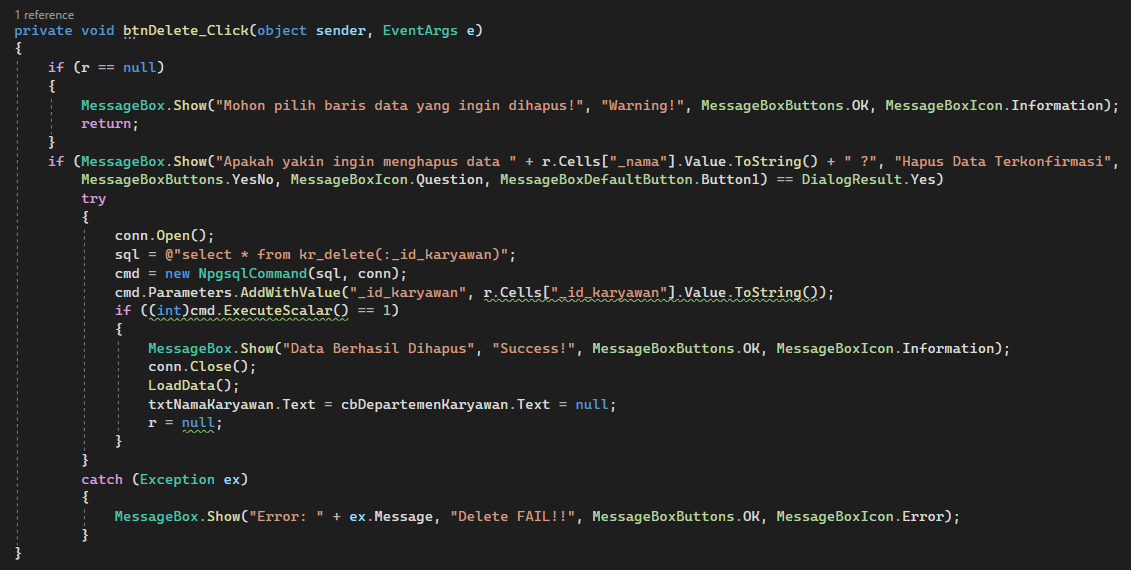 1 reference
private void btnDelete_Click(object sender, EventArgs e)
{
if (r == null)
{
MessageBox.Show("Mohon pilih baris data yang ingin dihapus!", "Warning!", MessageBoxButtons.OK, MessageBoxIcon.Information);
return;
}
if (MessageBox.Show("Apakah yakin ingin menghapus data " + r.Cells["_nama"].Value.ToString() + " ?", "Hapus Data Terkonfirmasi",
MessageBoxButtons.YesNo, MessageBoxIcon.Question, MessageBoxDefaultButton.Button1) == DialogResult.Yes)
try
{
conn.Open();
sql = @"select * from kr_delete(:_id_karyawan)";
cmd = new NpgsqlCommand(sql, conn);
cmd.Parameters.AddWithValue("_id_karyawan", r.Cells["_id_karyawan"].Value.ToString());
if ((int)cmd.ExecuteScalar() == 1)
{
MessageBox.Show("Data Berhasil Dihapus", "Success!", MessageBoxButtons.OK, MessageBoxIcon.Information);
conn.Close();
LoadData();
txtNamaKaryawan.Text = cbDepartemenKaryawan.Text = null;
r = null;
}
}
catch (Exception ex)
{
MessageBox.Show("Error: " + ex.Message, "Delete FAIL!!", MessageBoxButtons.OK, MessageBoxIcon.Error);
}
}